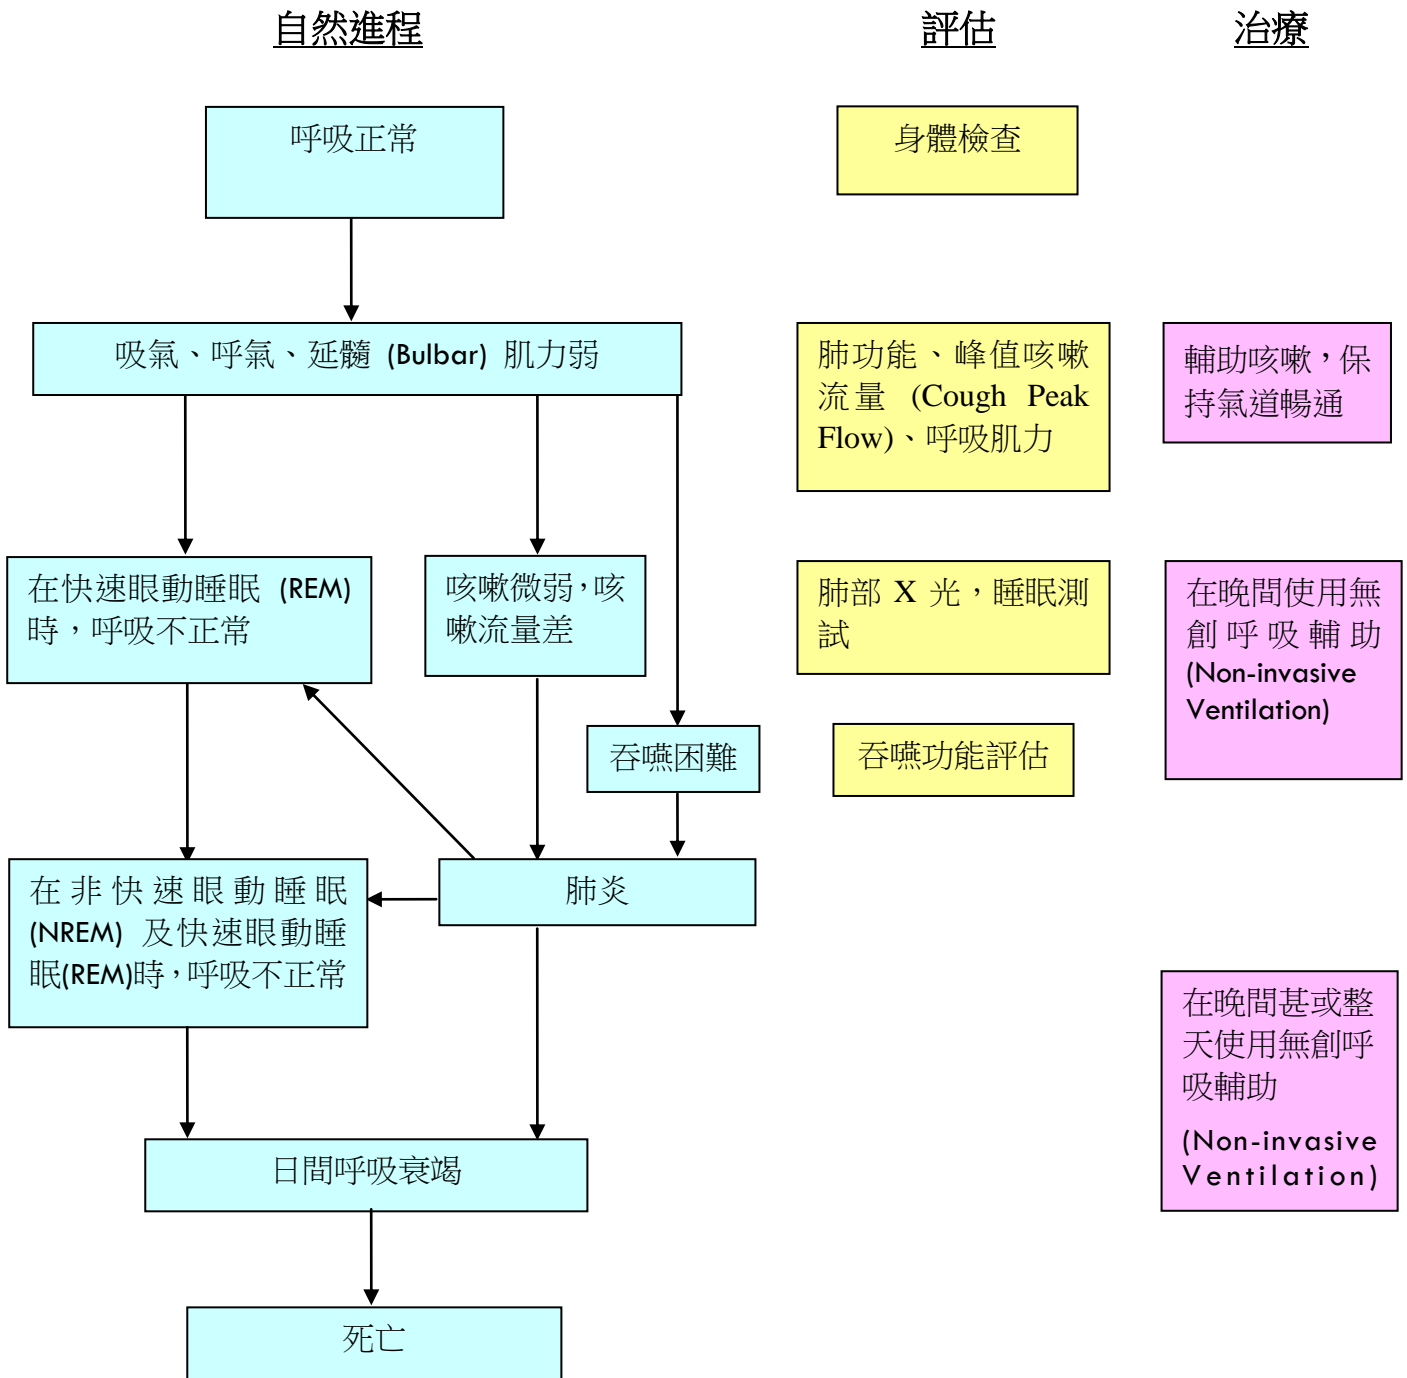 自然進程
評估
治療
呼吸正常
身體檢查
吸氣、呼氣、延髓 (Bulbar) 肌力弱
肺功能、峰值咳嗽
流量 (Cough Peak
Flow)、呼吸肌力
輔助咳嗽，保
持氣道暢通
在快速眼動睡眠 (REM)
時，呼吸不正常
咳嗽微弱，咳
嗽流量差
肺部 X 光，睡眠測
試
在晚間使用無
創呼吸輔助
(Non-invasive
Ventilation)
吞嚥困難
吞嚥功能評估
在非快速眼動睡眠
(NREM) 及快速眼動睡
眠(REM)時，呼吸不正常
肺炎
在晚間甚或整
天使用無創呼
吸輔助
(Non-invasive
Ventilation)
日間呼吸衰竭
死亡